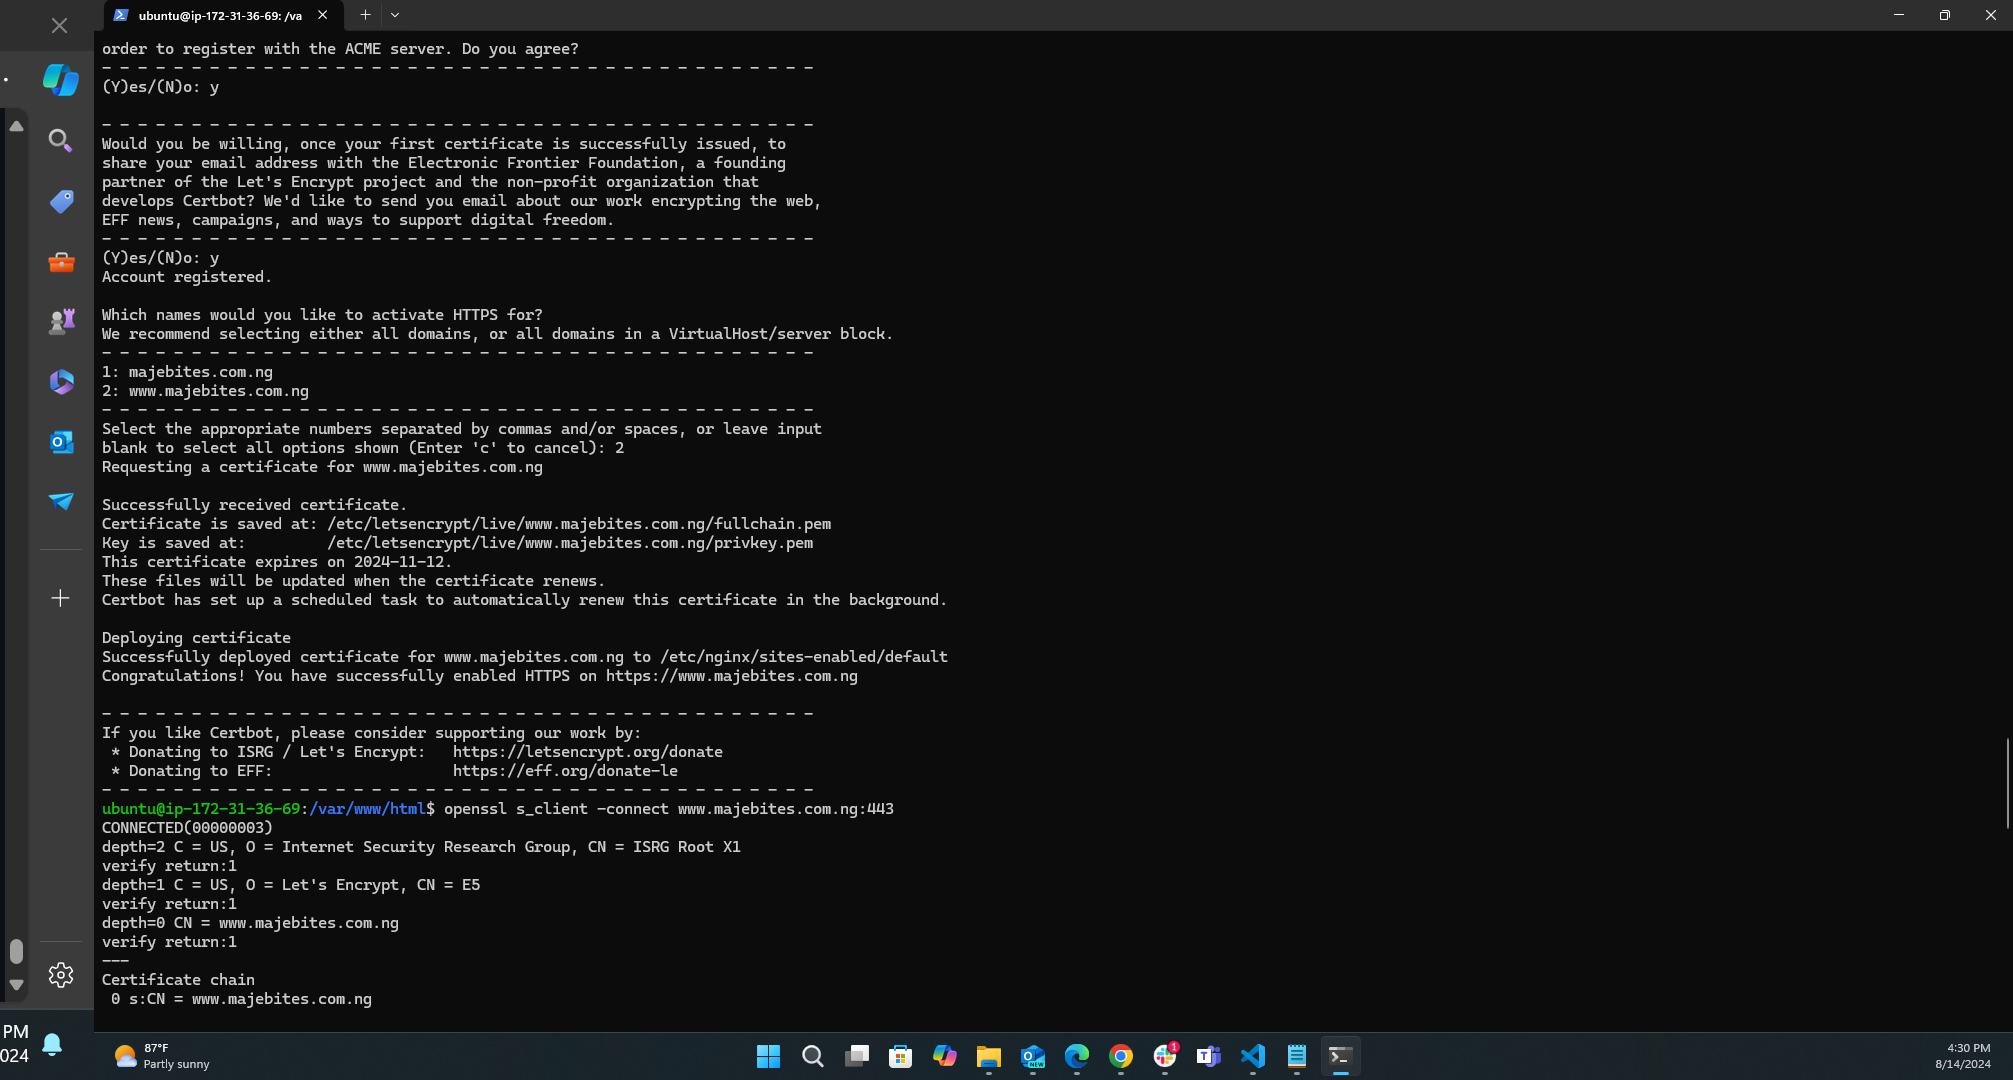 ubuntu@ip-172-31-36-69: /va
order to register with the ACME server. Do you agree?
- - - - - - - - - - - - - - - - - - - - - - - - - - - - - - - - - - - - - - - -
(Y)es/(N)o: y
- - - - - - - - - - - - - - - - - - - - - - - - - - - - - - - - - - - - - - - -
Would you be willing, once your first certificate is successfully issued, to
share your email address with the Electronic Frontier Foundation, a founding
partner of the Let's Encrypt project and the non-profit organization that
develops Certbot? We'd like to send you email about our work encrypting the web,
EFF news, campaigns, and ways to support digital freedom.
- - - - - - - - - - - - - - - - - - - - - - - - - - - - - - - - - - - - - - - -
(Y)es/(N)o: y
Account registered.
Which names would you like to activate HTTPS for?
We recommend selecting either all domains, or all domains in a VirtualHost/server block.
- - - - - - - - - - - - - - - - - - - - - - - - - - - - - - - - - - - - - - - -
1: majebites.com.ng
2: www.majebites.com.ng
- - - - - - - - - - - - - - - - - - - - - - - - - - - - - - - - - - - - - - - -
Select the appropriate numbers separated by commas and/or spaces, or leave input
blank to select all options shown (Enter 'c' to cancel): 2
Requesting a certificate for www.majebites.com.ng
Successfully received certificate.
Certificate is saved at: /etc/letsencrypt/live/www.majebites.com.ng/fullchain.pem
Key is saved at:         /etc/letsencrypt/live/www.majebites.com.ng/privkey.pem
This certificate expires on 2024-11-12.
These files will be updated when the certificate renews.
Certbot has set up a scheduled task to automatically renew this certificate in the background.
Deploying certificate
Successfully deployed certificate for www.majebites.com.ng to /etc/nginx/sites-enabled/default
Congratulations! You have successfully enabled HTTPS on https://www.majebites.com.ng
- - - - - - - - - - - - - - - - - - - - - - - - - - - - - - - - - - - - - - - -
If you like Certbot, please consider supporting our work by:
* Donating to ISRG / Let's Encrypt:   https://letsencrypt.org/donate
* Donating to EFF:                    https://eff.org/donate-le
- - - - - - - - - - - - - - - - - - - - - - - - - - - - - - - - - - - - - - - -
ubuntu@ip-172-31-36-69:/var/www/html$ openssl s_client -connect www.majebites.com.ng:443
CONNECTED(00000003)
depth=2 C = US, O = Internet Security Research Group, CN = ISRG Root X1
verify return:1
depth=1 C = US, O = Let's Encrypt, CN = E5
verify return:1
depth=0 CN = www.majebites.com.ng
verify return:1
---
Certificate chain
0 s:CN = www.majebites.com.ng
PM
024
87°F
Partly sunny
NEW
1
4:30 PM
8/14/2024